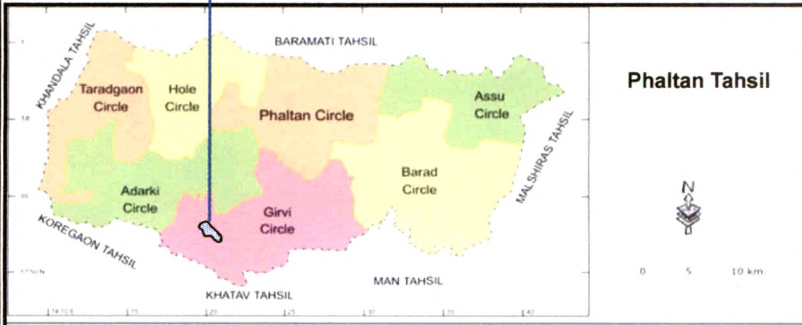 BARAMATI TAHSIL
KHANDALA TAHSIL
Taradgaon
Circle
Hole
Circle
Phaltan Circle
Assu
Circle
Phaltan Tahsil
MALSHIRAS TAHSIL
Barad
Circle
Adarki
Circle
Girvi
Circle
N
KOREGAON TAHSIL
0 5 10 km
MAN TAHSIL
KHATAV TAHSIL